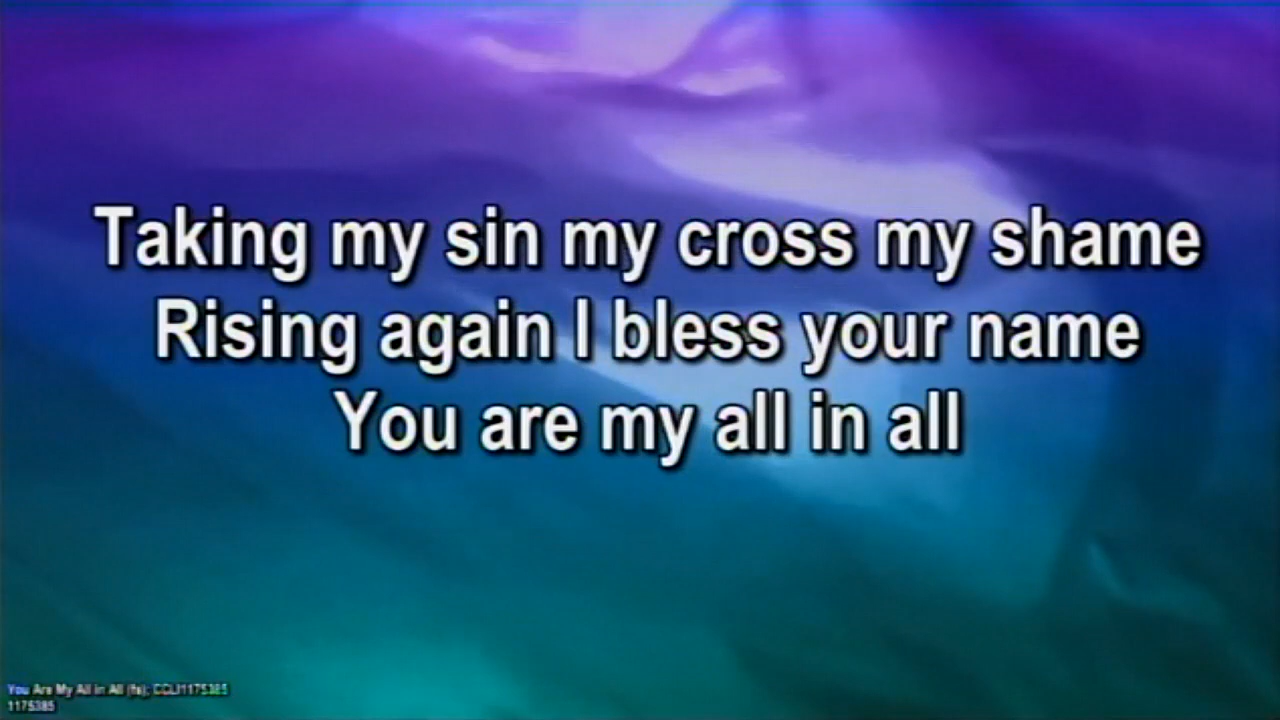 Taking my sin my cross my shame
Rising again I bless your name
You are my all in all
You Are My All in All (fs); CCLI1175385
1175385